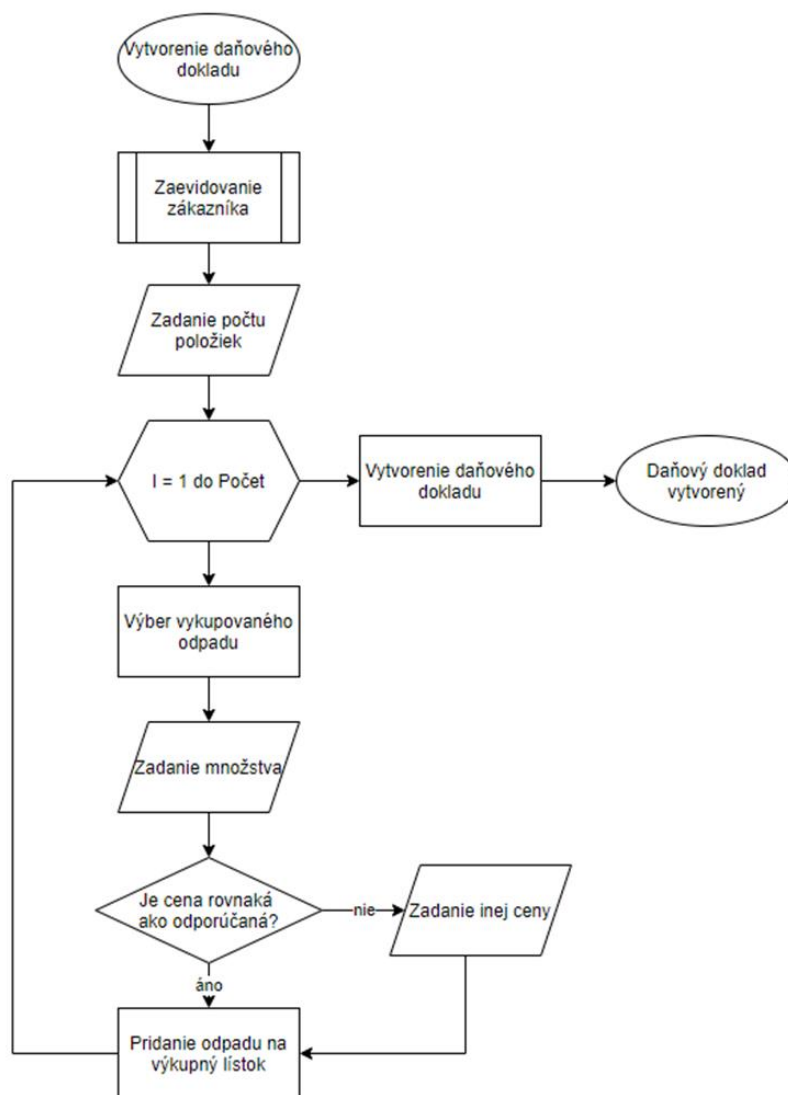 Vytvorenie daňového
dokladu
Zaevidovanie
zákazníka
Zadanie počtu
položiek
I = 1 do Počet
Vytvorenie daňového
dokladu
Daňový doklad
vytvorený
Výber vykupovaného
odpadu
Zadanie množstva
Je cena rovnaká
ako odporúčaná?
nie
Zadanie inej ceny
áno
Pridanie odpadu na
výkupný lístok